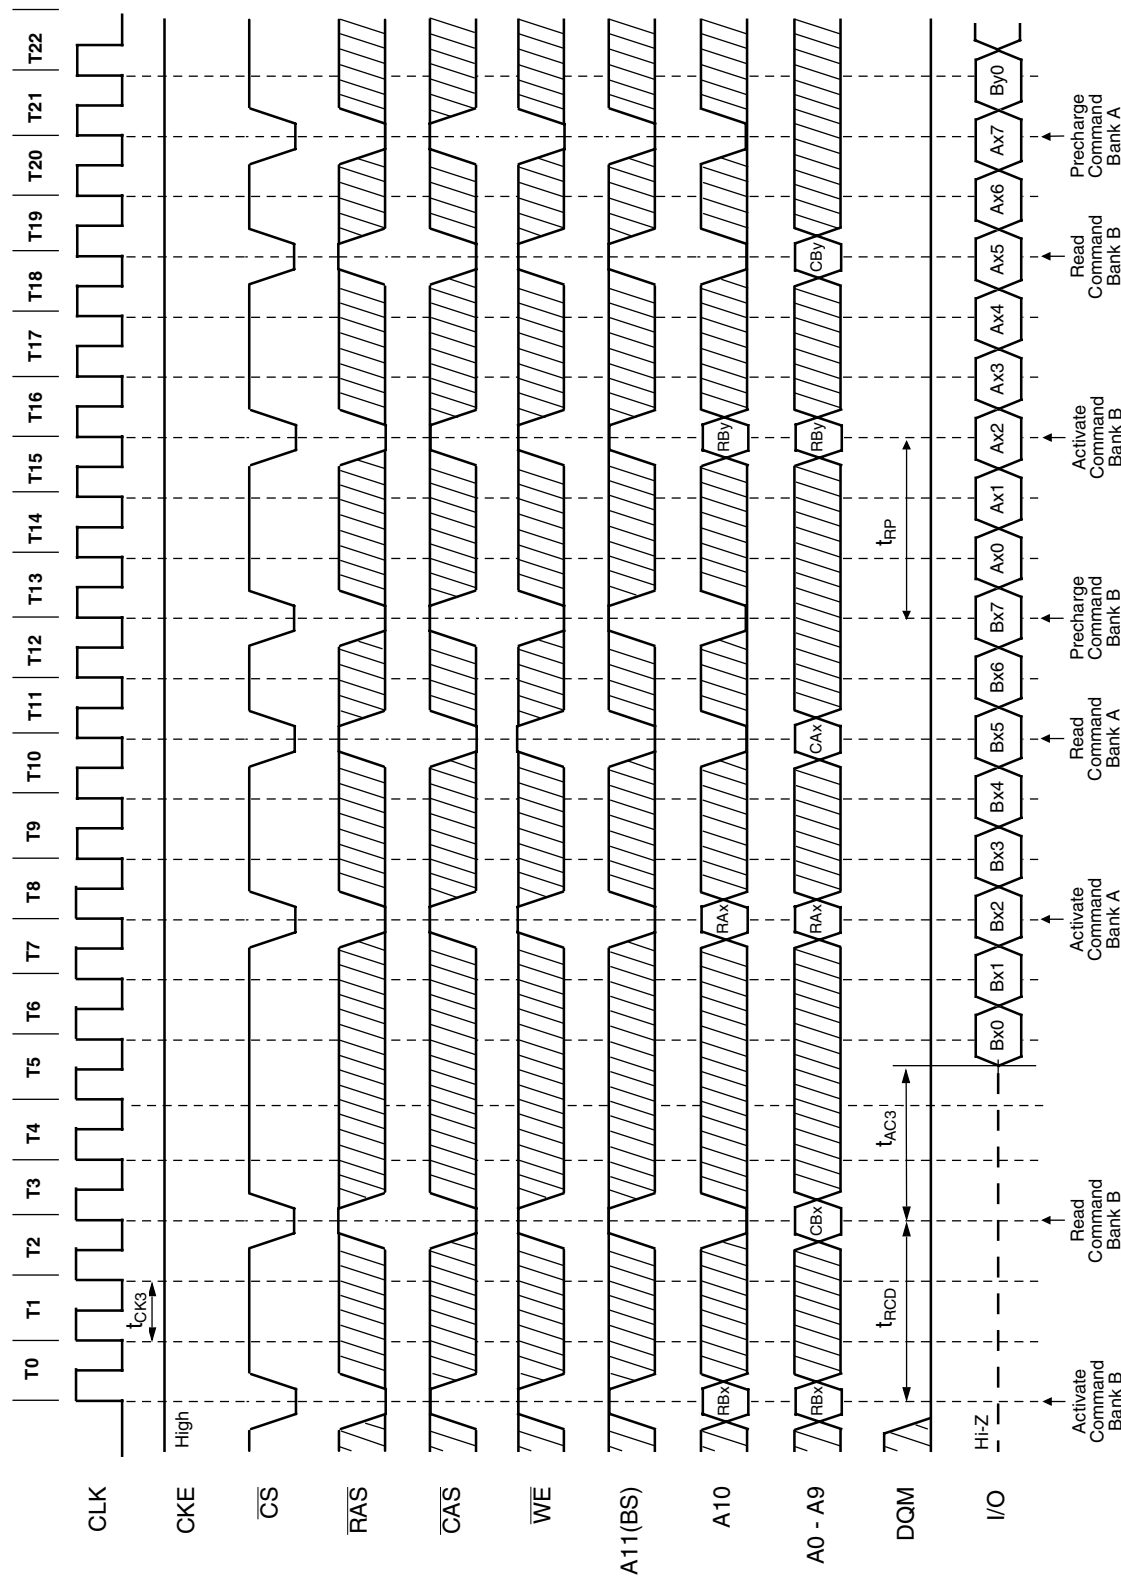 T0 T1 T2 T3 T4 T5 T6 T7 T8 T9 T10 T11 T12 T13 T14 T15 T16 T17 T18 T19 T20 T21 T22
CLK
tCK3
CKE
High
CS
RAS
CAS
WE
A11(BS)
A10
RBx RAx RBy
A0 - A9
RBx CBx RAx CAx RBy CBy
tRCD tAC3 tRP
DQM
I/O
Hi-Z
Bx0 Bx1 Bx2 Bx3 Bx4 Bx5 Bx6 Bx7 Ax0 Ax1 Ax2 Ax3 Ax4 Ax5 Ax6 Ax7 By0
Activate
Command
Bank B
Read
Command
Bank B
Activate
Command
Bank A
Read
Command
Bank A
Precharge
Command
Bank B
Activate
Command
Bank B
Read
Command
Bank B
Precharge
Command
Bank A